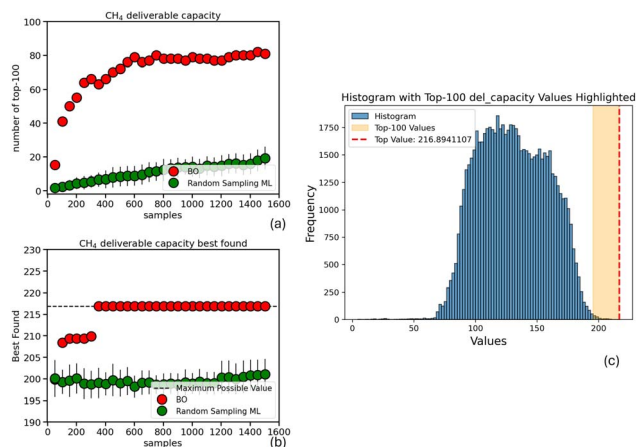 CH4 deliverable capacity
number of top-100
100
80
60
40
20
0
BO
Random Sampling ML
0 200 400 600 800 1000 1200 1400 1600
samples
(a)
CH4 deliverable capacity best found
Best Found
230
225
220
215
210
205
200
195
190
Maximum Possible Value
BO
Random Sampling ML
0 200 400 600 800 1000 1200 1400 1600
samples
(b)
Histogram with Top-100 del_capacity Values Highlighted
Frequency
1750
1500
1250
1000
750
500
250
0
Histogram
Top-100 Values
Top Value: 216.8941107
0 50 100 150 200
Values
(c)